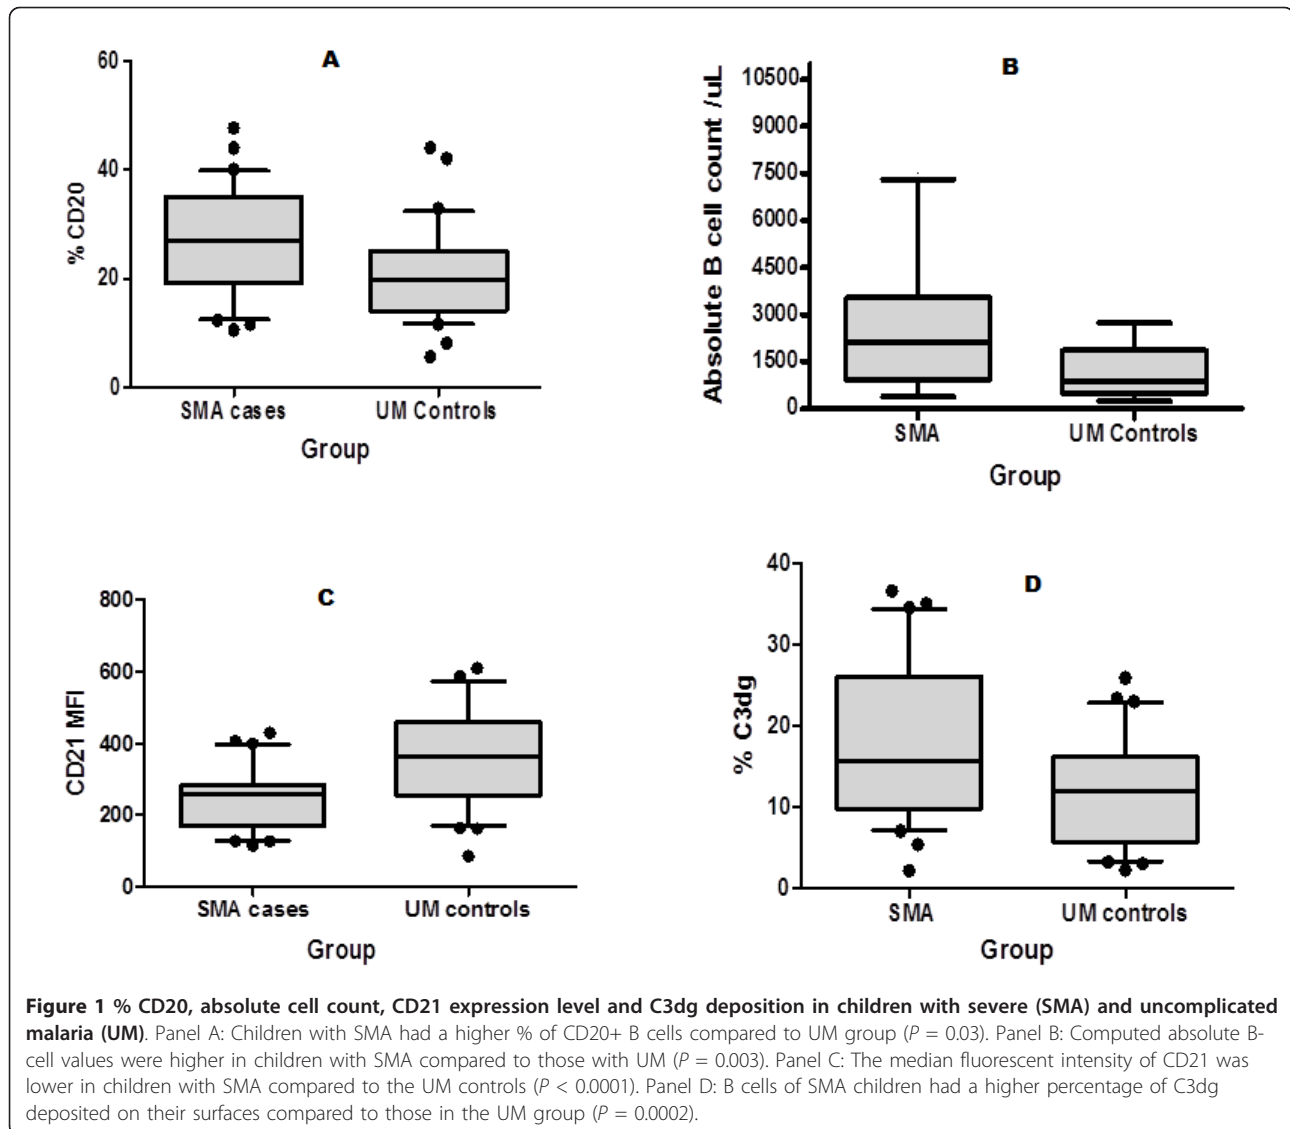 A
60
40
20
0
% CD20
SMA cases
UM Controls
Group
B
10500
9000
7500
6000
4500
3000
1500
0
Absolute B cell count /uL
SMA
UM Controls
Group
C
800
600
400
200
0
CD21 MFI
SMA cases
UM controls
Group
D
40
30
20
10
0
% C3dg
SMA
UM controls
Group
Figure 1 % CD20, absolute cell count, CD21 expression level and C3dg deposition in children with severe (SMA) and uncomplicated
malaria (UM). Panel A: Children with SMA had a higher % of CD20+ B cells compared to UM group (P = 0.03). Panel B: Computed absolute B-
cell values were higher in children with SMA compared to those with UM (P = 0.003). Panel C: The median fluorescent intensity of CD21 was
lower in children with SMA compared to the UM controls (P < 0.0001). Panel D: B cells of SMA children had a higher percentage of C3dg
deposited on their surfaces compared to those in the UM group (P = 0.0002).